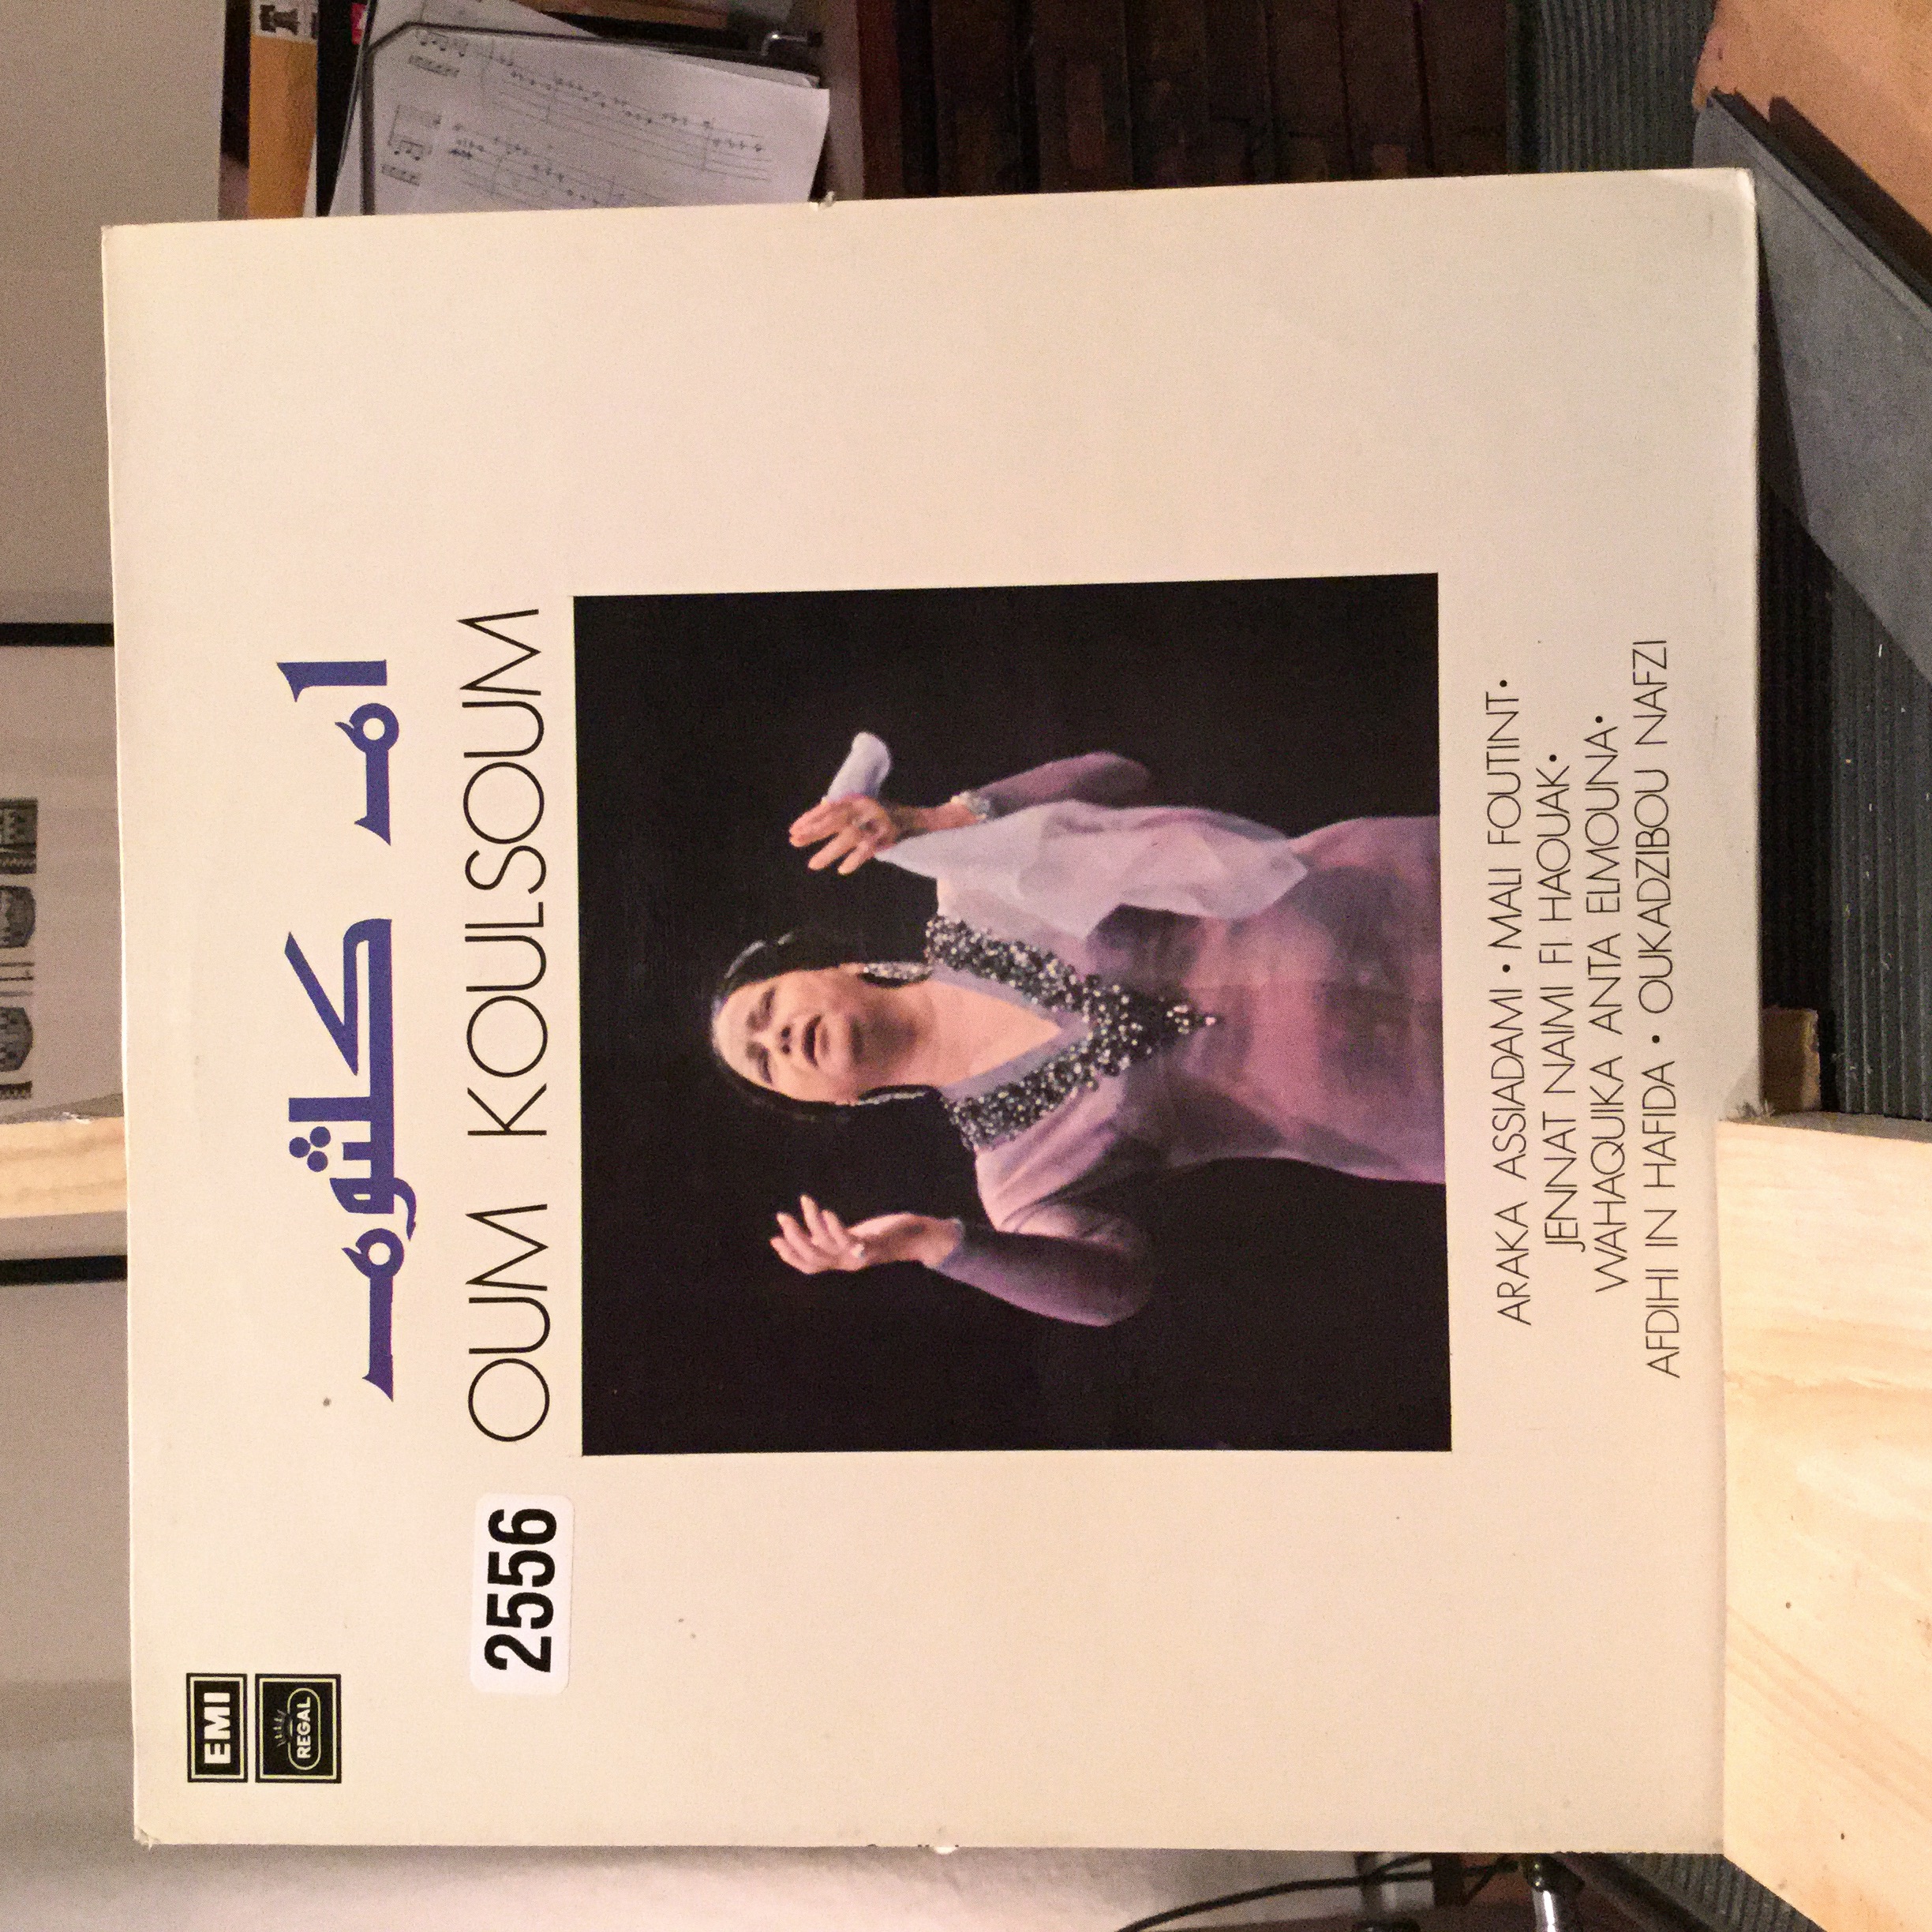 EMI
REGAL
ام كلثوم
OUM KOULSOUM
2556
ARAKA ASSIADAMI • MALI FOUTINT •
JENNAT NAIMI FI HAOUAK •
WAHAQUIKA ANTA ELMOUNA •
AFDIHI IN HAFIDA • OUKADZIBOU NAFZI